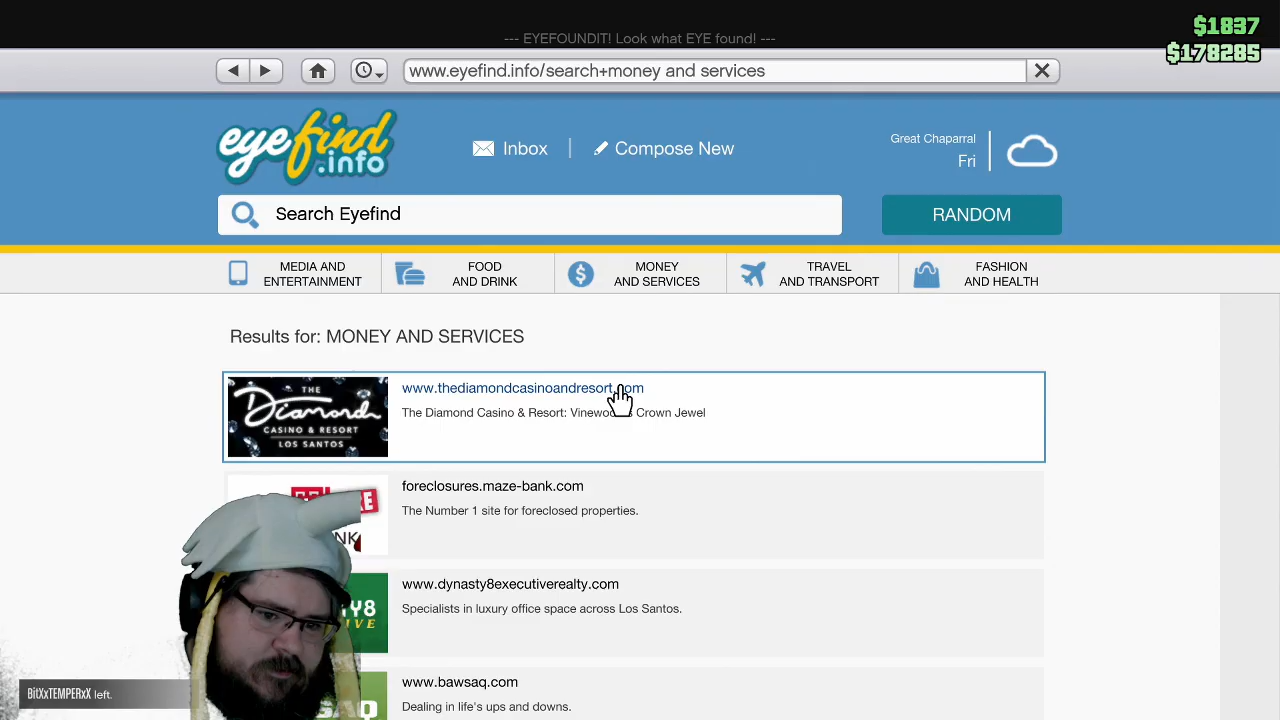 $1837
--- EYEFOUNDIT! Look what EYE found! ---
$178285
www.eyefind.info/search+money and services
eyefind.info
Inbox
Compose New
Great Chaparral
Fri
Search Eyefind
RANDOM
MEDIA AND ENTERTAINMENT
FOOD AND DRINK
MONEY AND SERVICES
TRAVEL AND TRANSPORT
FASHION AND HEALTH
Results for: MONEY AND SERVICES
THE
Diamond
CASINO & RESORT
LOS SANTOS
www.thediamondcasinoandresort.com
The Diamond Casino & Resort: Vinewood's Crown Jewel
foreclosures.maze-bank.com
The Number 1 site for foreclosed properties.
www.dynasty8executiverealty.com
Specialists in luxury office space across Los Santos.
www.bawsaq.com
Dealing in life's ups and downs.
BitXxTEMPERxX left.